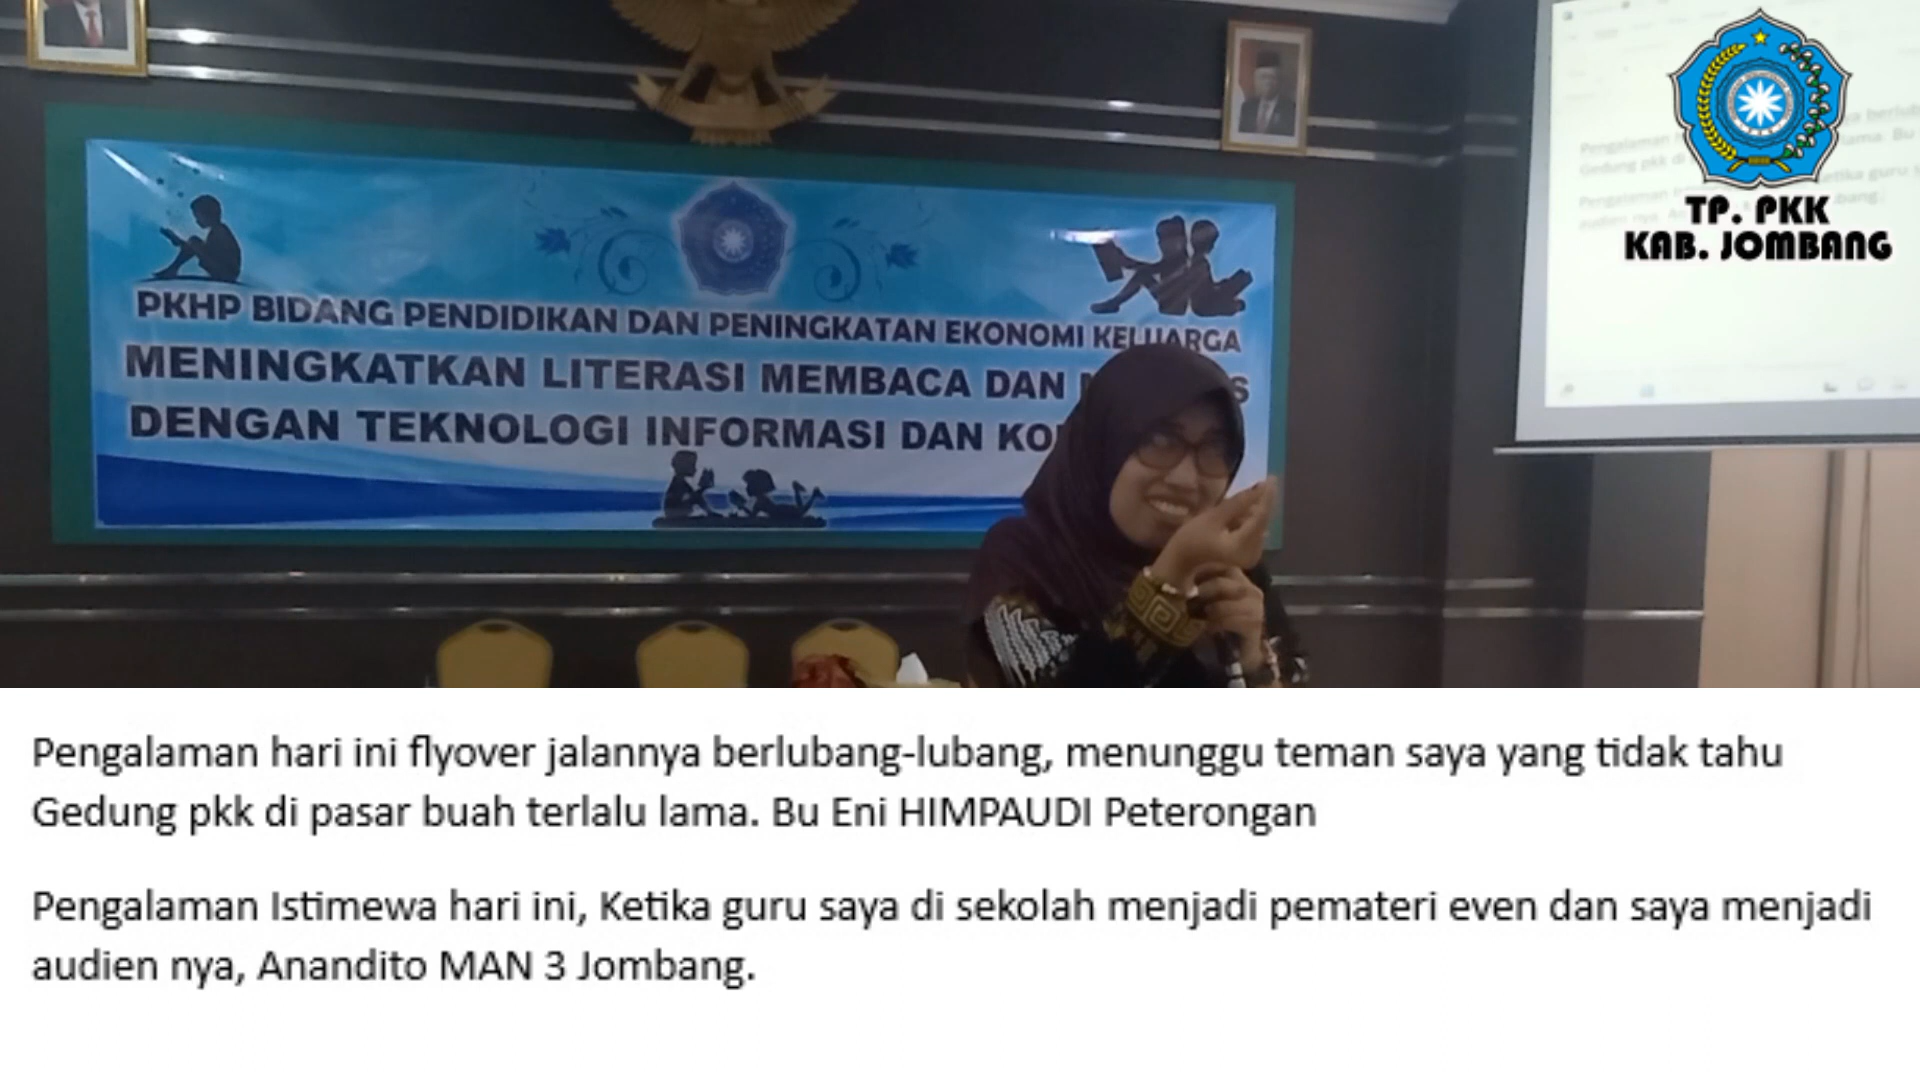 TP. PKK
KAB. JOMBANG
PKHP BIDANG PENDIDIKAN DAN PENINGKATAN EKONOMI KELUARGA
MENINGKATKAN LITERASI MEMBACA DAN
DENGAN TEKNOLOGI INFORMASI DAN
Pengalaman hari ini flyover jalannya berlubang-lubang, menunggu teman saya yang tidak tahu
Gedung pkk di pasar buah terlalu lama. Bu Eni HIMPAUDI Peterongan
Pengalaman Istimewa hari ini, Ketika guru saya di sekolah menjadi pemateri even dan saya menjadi
audien nya, Anandito MAN 3 Jombang.